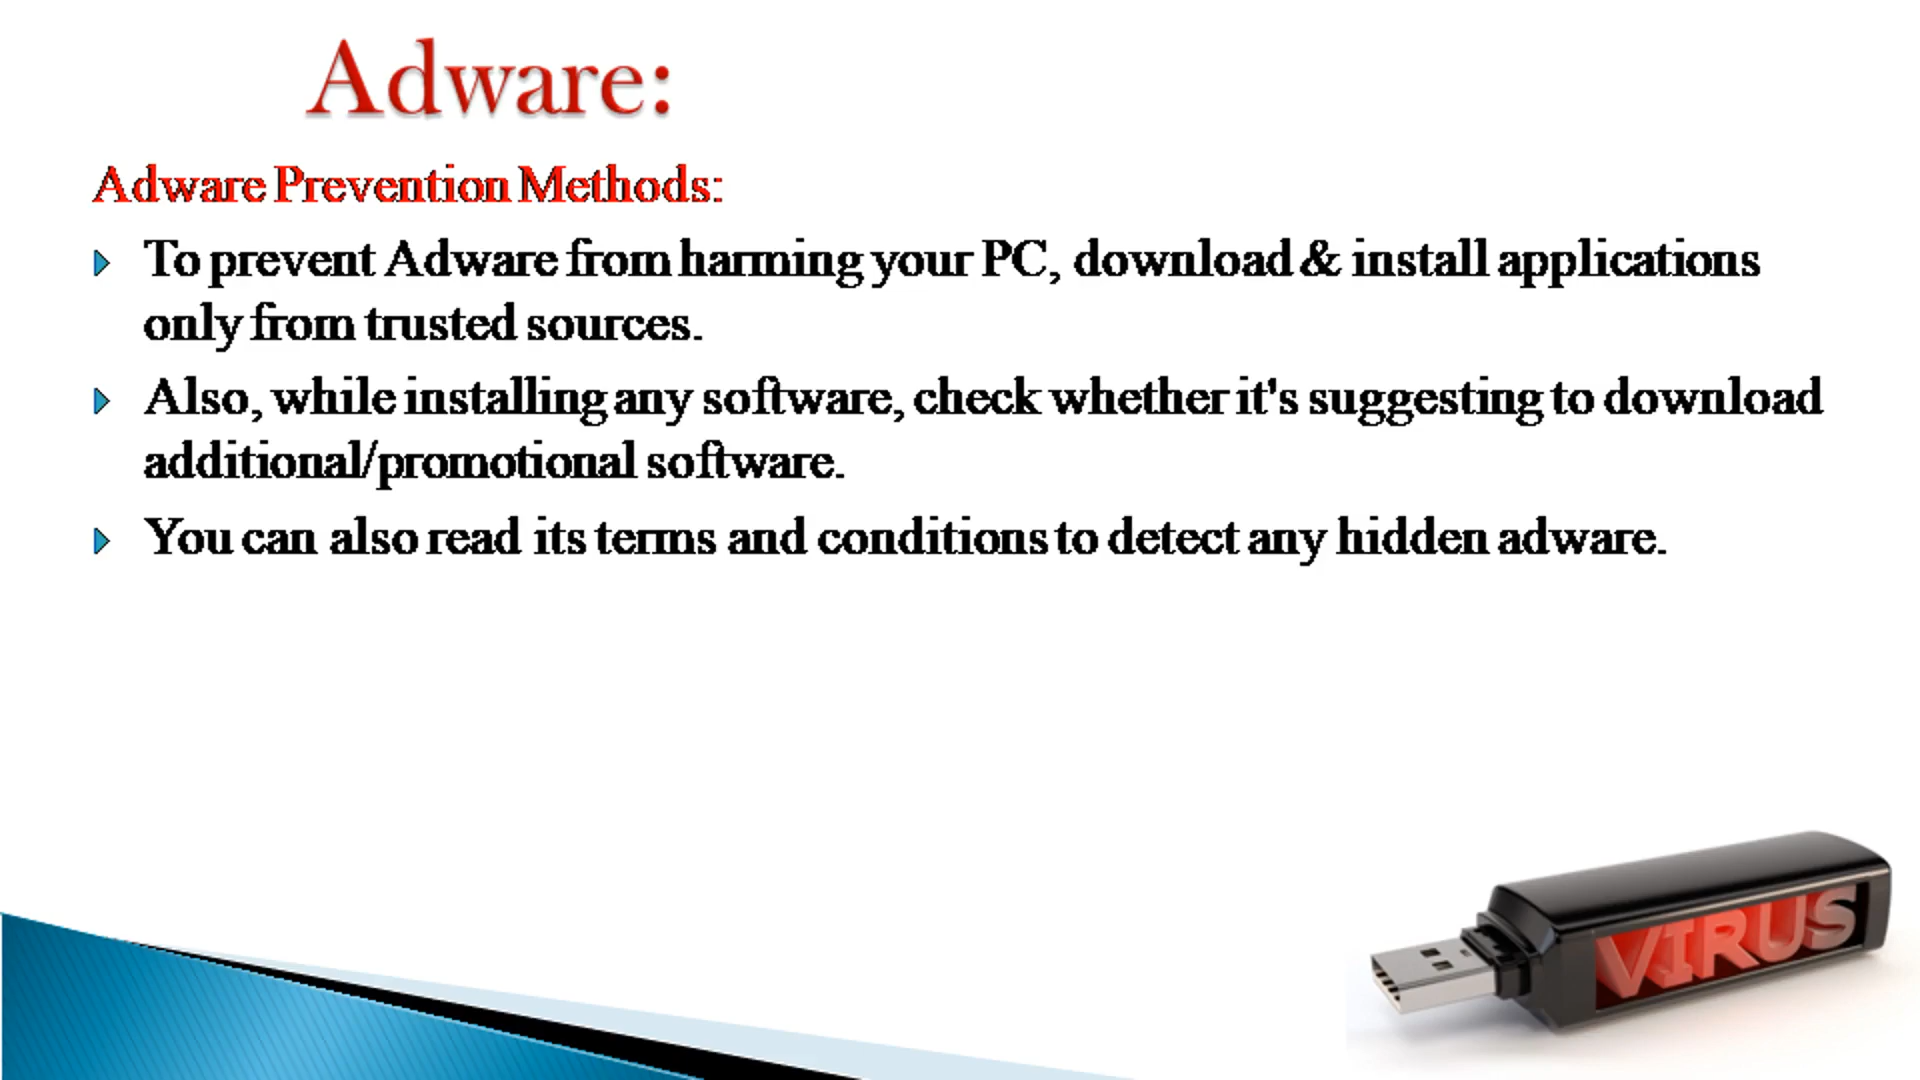 Adware:
Adware Prevention Methods:
To prevent Adware from harming your PC, download & install applications
only from trusted sources.
Also, while installing any software, check whether it's suggesting to download
additional/promotional software.
You can also read its terms and conditions to detect any hidden adware.
VIRUS